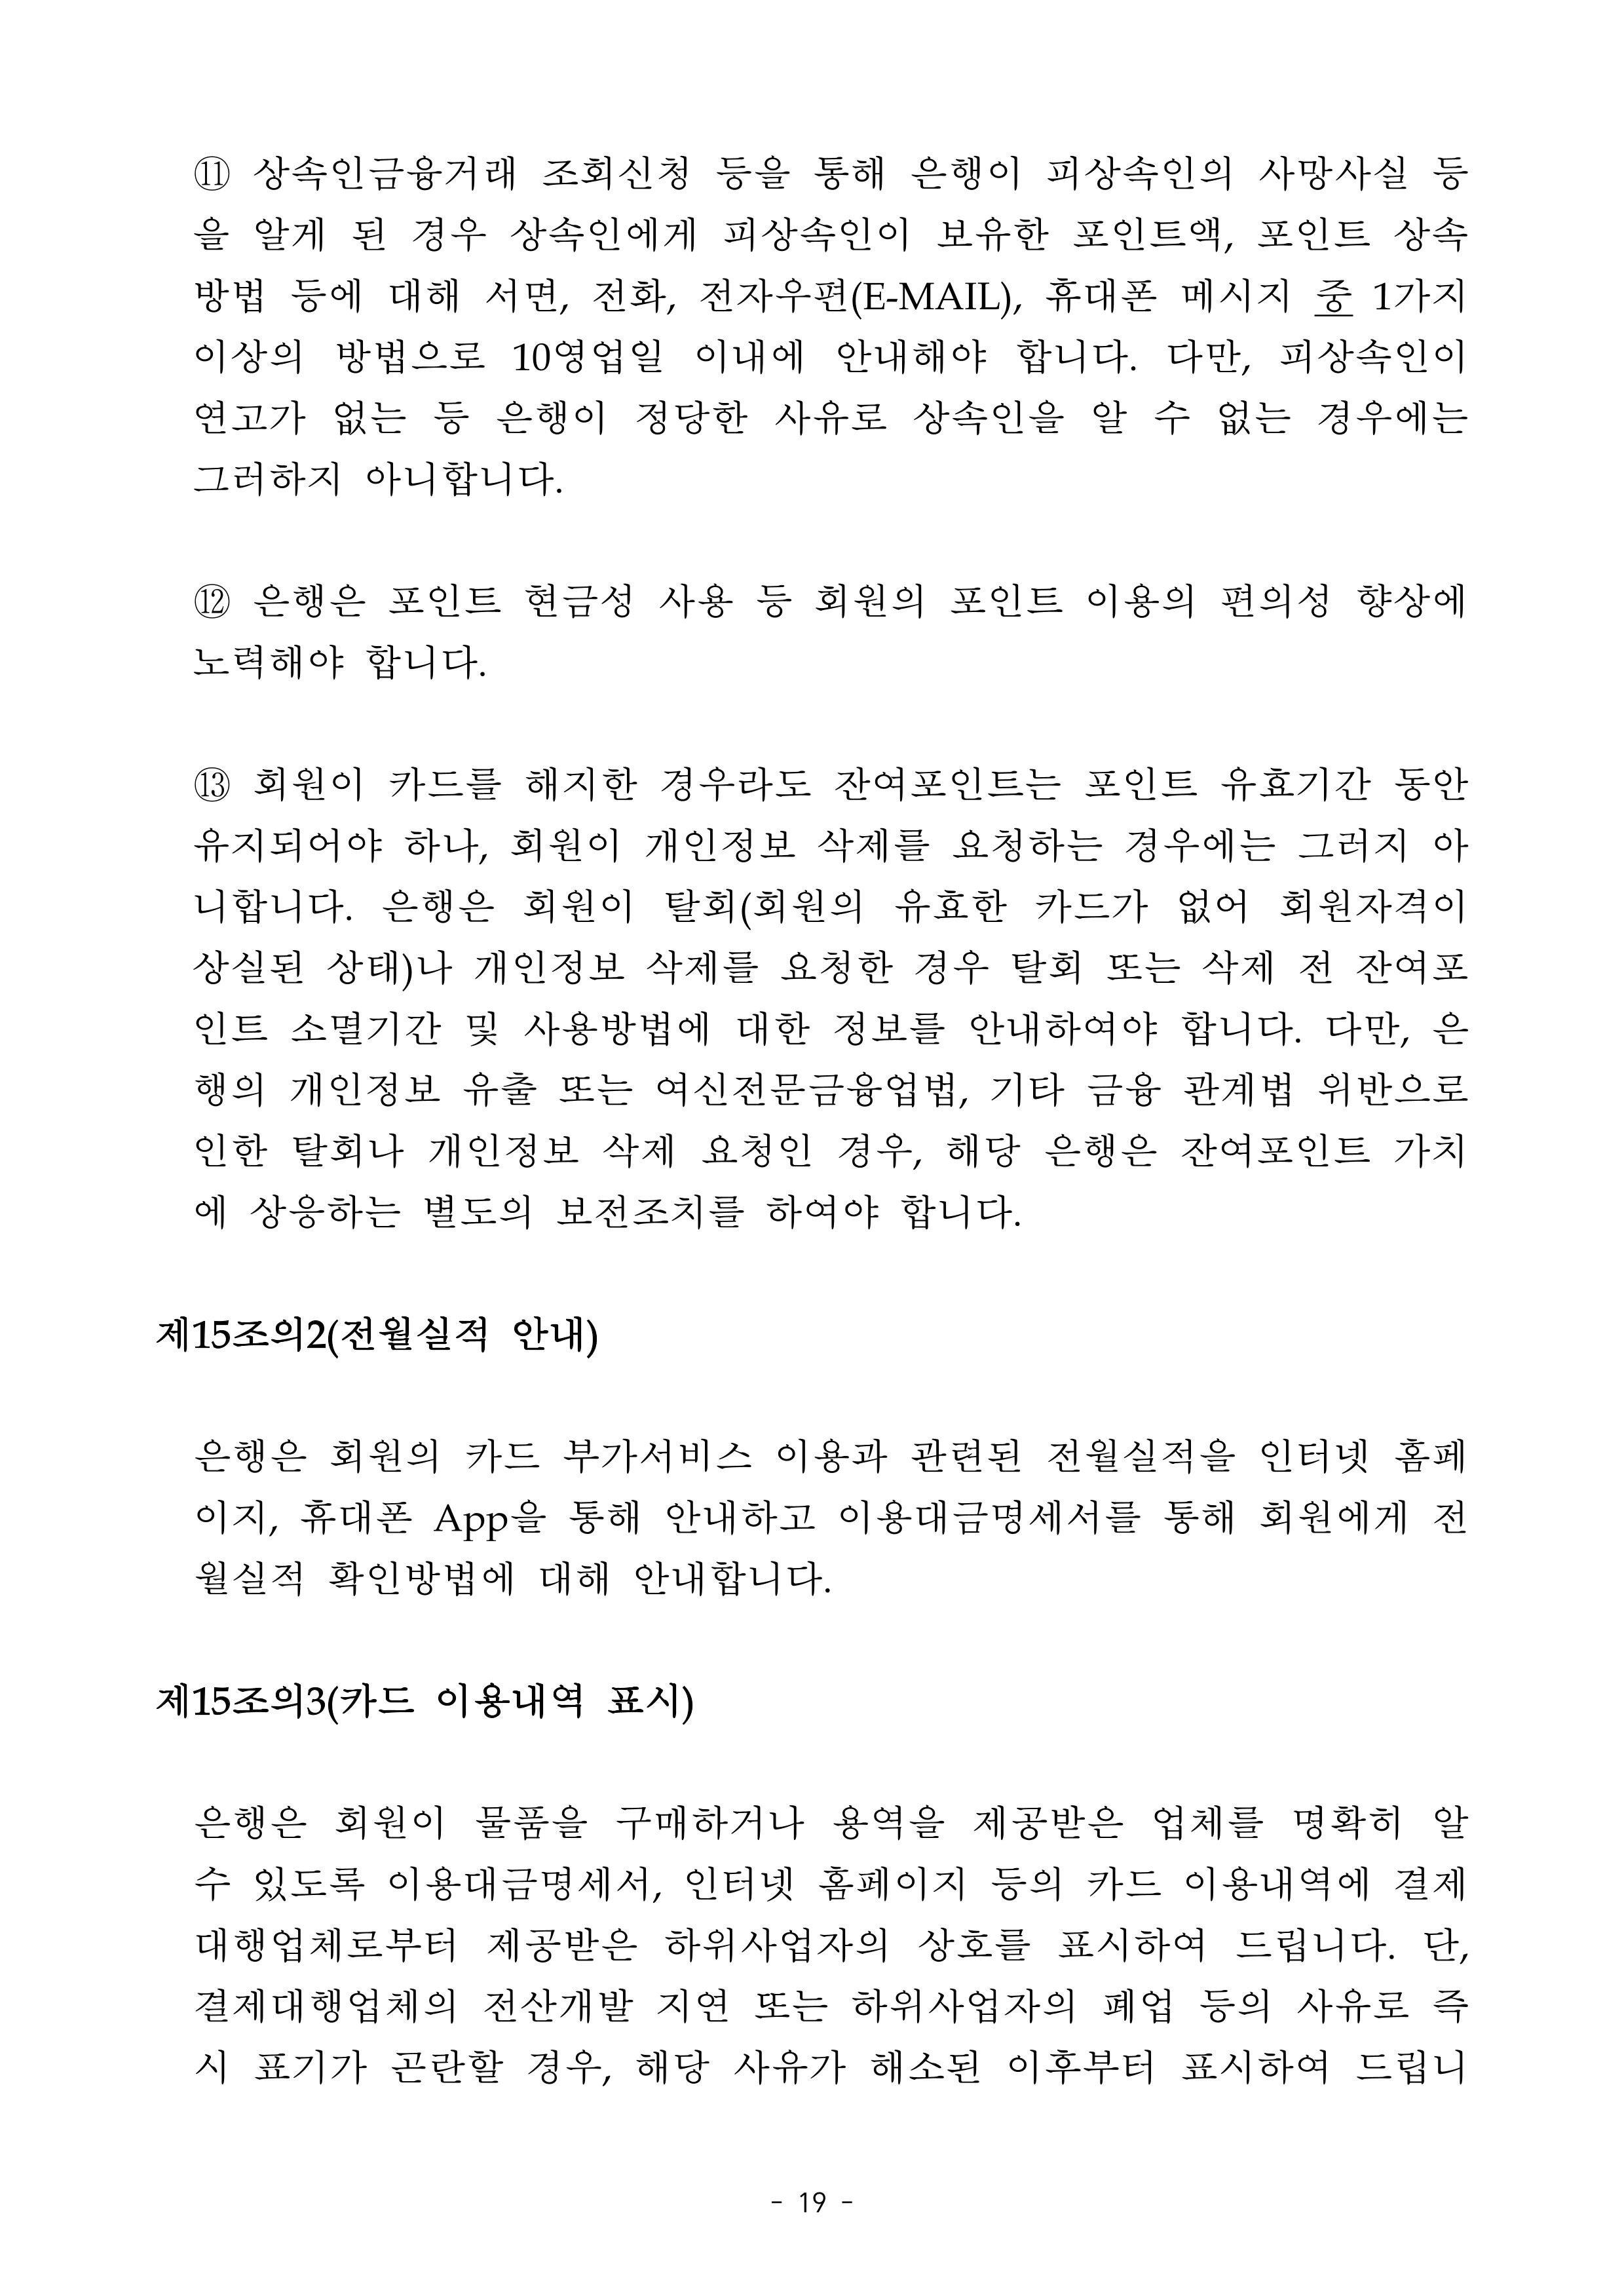 ⑪ 상속인금융거래 조회신청 등을 통해 은행이 피상속인의 사망사실 등
을 알게 된 경우 상속인에게 피상속인이 보유한 포인트액, 포인트 상속
방법 등에 대해 서면, 전화, 전자우편(E-MAIL), 휴대폰 메시지 중 1가지
이상의 방법으로 10영업일 이내에 안내해야 합니다. 다만, 피상속인이
연고가 없는 등 은행이 정당한 사유로 상속인을 알 수 없는 경우에는
그러하지 아니합니다.
⑫ 은행은 포인트 현금성 사용 등 회원의 포인트 이용의 편의성 향상에
노력해야 합니다.
⑬ 회원이 카드를 해지한 경우라도 잔여포인트는 포인트 유효기간 동안
유지되어야 하나, 회원이 개인정보 삭제를 요청하는 경우에는 그러지 아
니합니다. 은행은 회원이 탈회(회원의 유효한 카드가 없어 회원자격이
상실된 상태)나 개인정보 삭제를 요청한 경우 탈회 또는 삭제 전 잔여포
인트 소멸기간 및 사용방법에 대한 정보를 안내하여야 합니다. 다만, 은
행의 개인정보 유출 또는 여신전문금융업법, 기타 금융 관계법 위반으로
인한 탈회나 개인정보 삭제 요청인 경우, 해당 은행은 잔여포인트 가치
에 상응하는 별도의 보전조치를 하여야 합니다.
제15조의2(전월실적 안내)
은행은 회원의 카드 부가서비스 이용과 관련된 전월실적을 인터넷 홈페
이지, 휴대폰 App을 통해 안내하고 이용대금명세서를 통해 회원에게 전
월실적 확인방법에 대해 안내합니다.
제15조의3(카드 이용내역 표시)
은행은 회원이 물품을 구매하거나 용역을 제공받은 업체를 명확히 알
수 있도록 이용대금명세서, 인터넷 홈페이지 등의 카드 이용내역에 결제
대행업체로부터 제공받은 하위사업자의 상호를 표시하여 드립니다. 단,
결제대행업체의 전산개발 지연 또는 하위사업자의 폐업 등의 사유로 즉
시 표기가 곤란할 경우, 해당 사유가 해소된 이후부터 표시하여 드립니
- 19 -